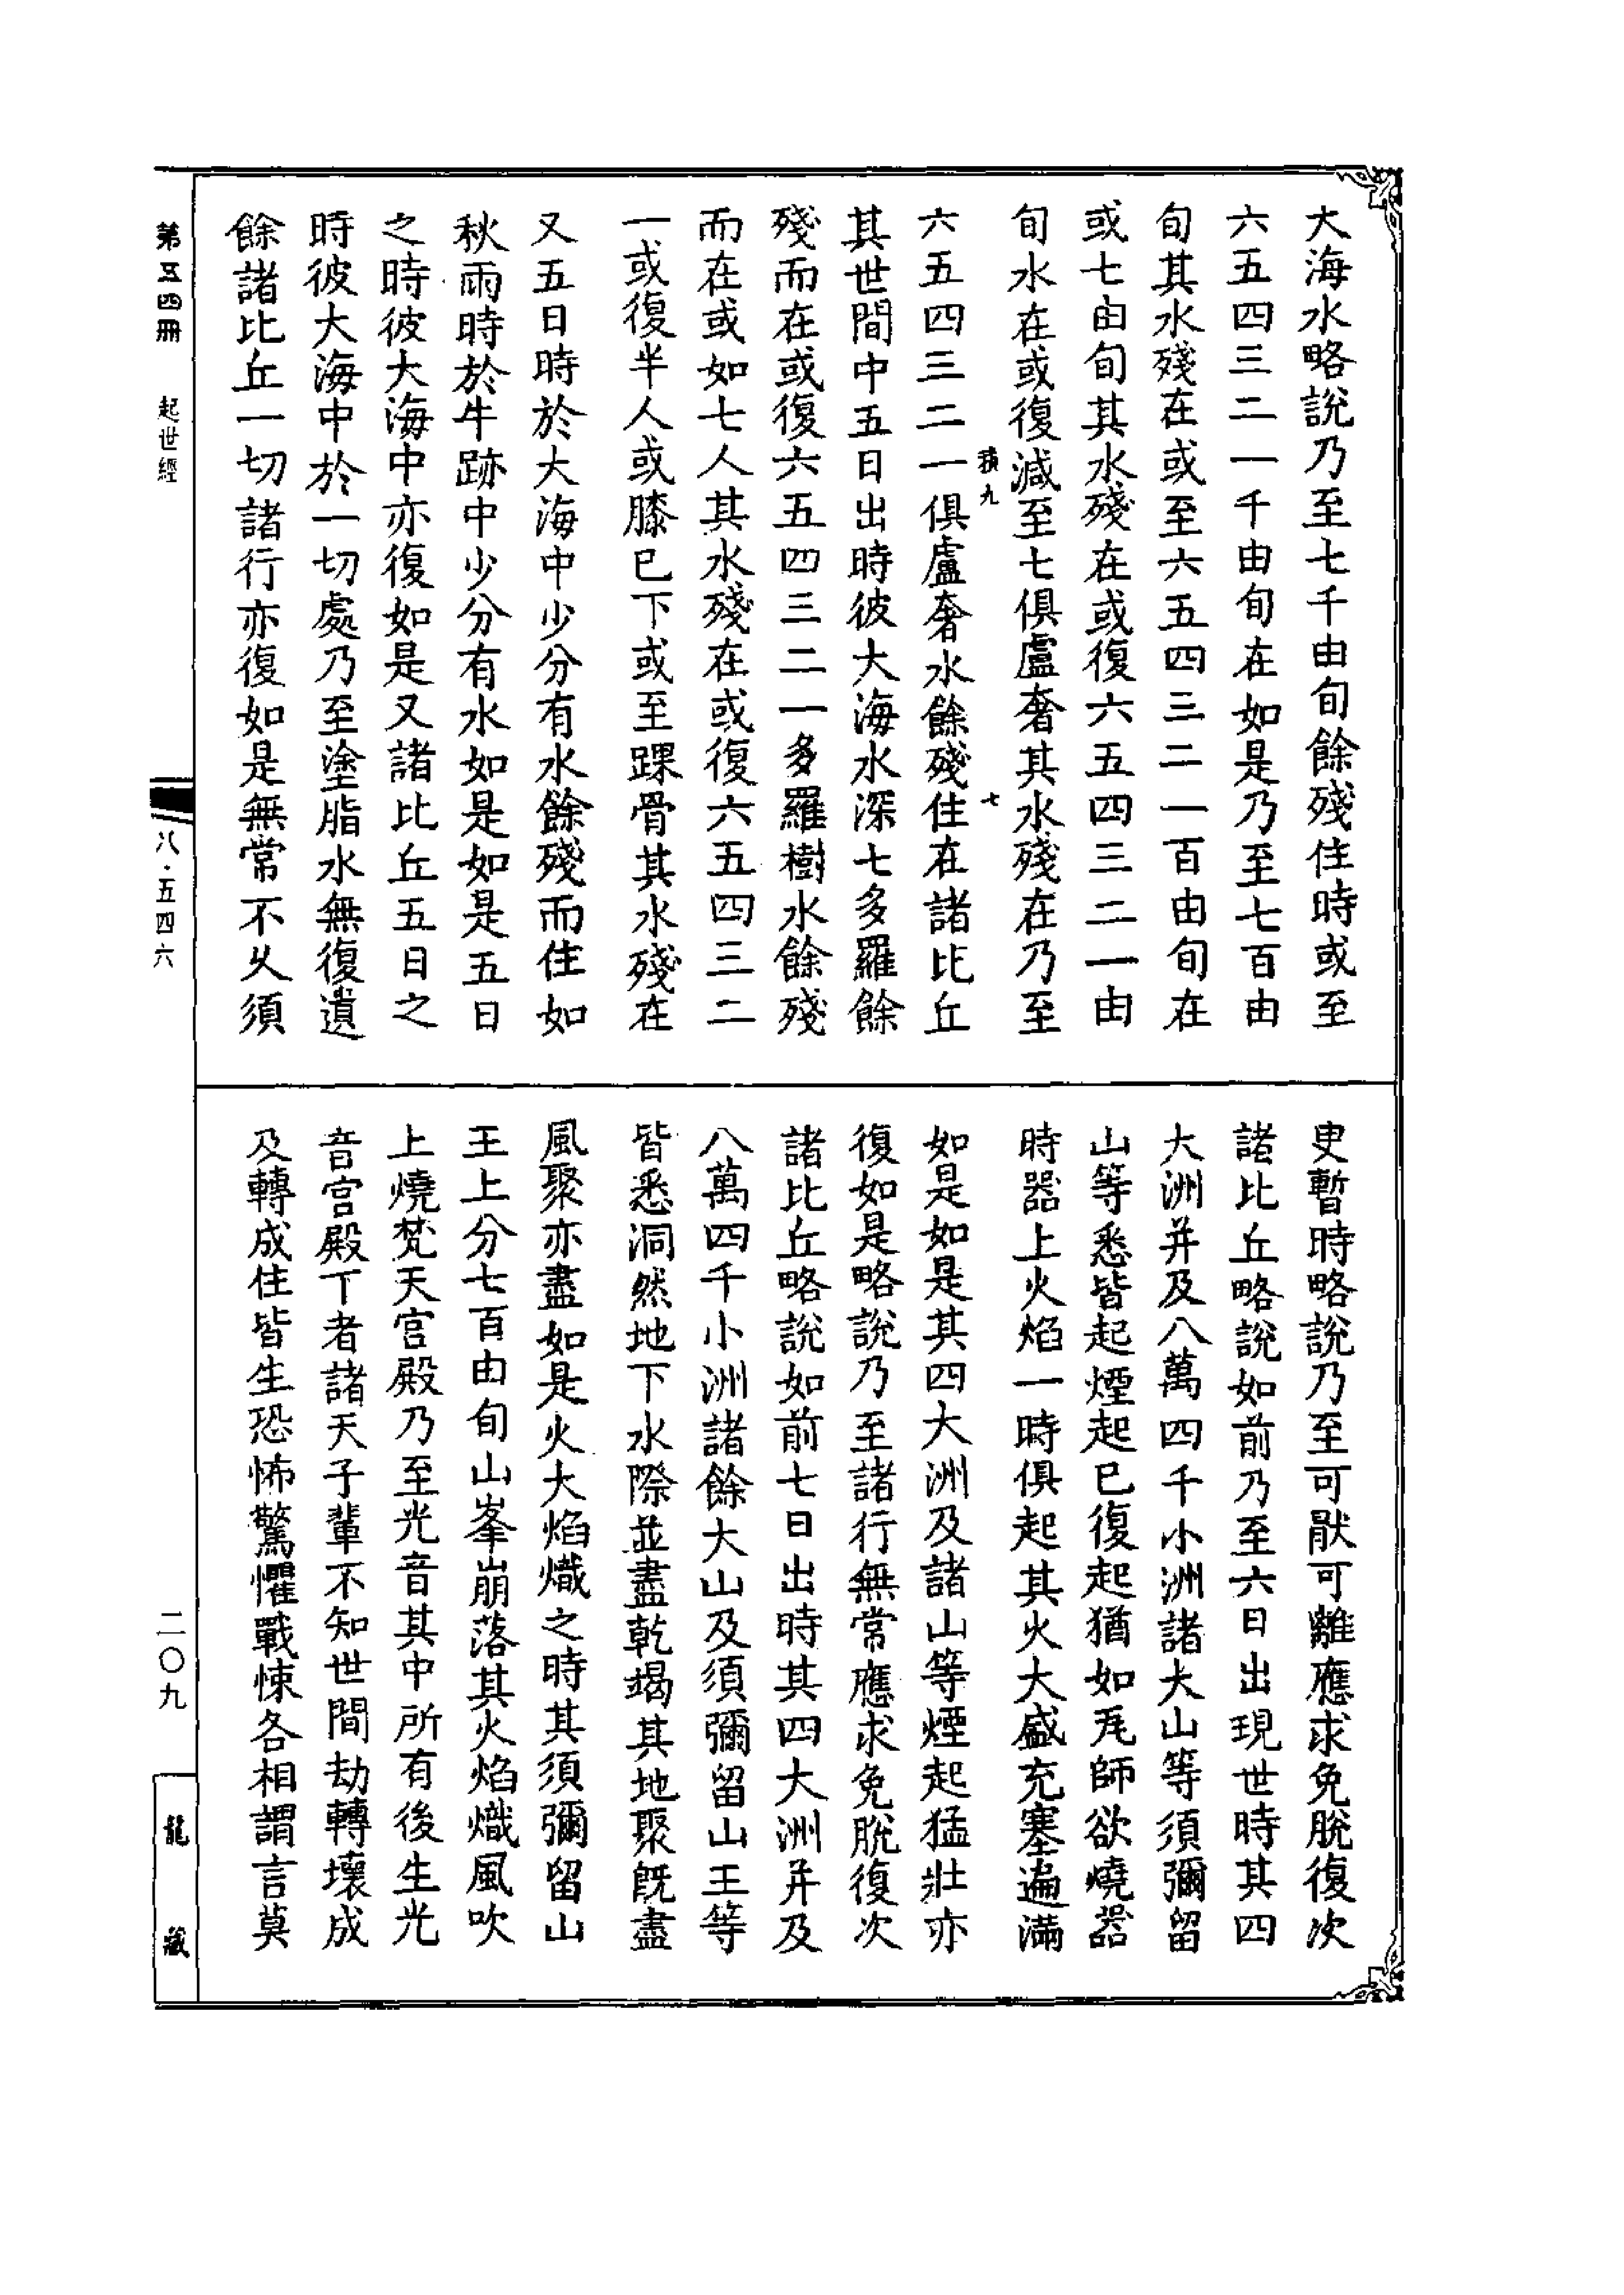 大海水略說乃至七千由旬餘殘住時或至
六五四三二一千由旬在如是乃至七百由
旬其水殘在或至六五四三二一百由旬在
或七由旬其水殘在或復六五四三二一由
旬水在或復減至七俱盧奢其水殘在乃至
積九
七
六五四三二一俱盧奢水餘殘住在諸比丘
其世間中五日出時彼大海水深七多羅餘
殘而在或復六五四三二一多羅樹水餘殘
而在或如七人其水殘在或復六五四三二
一或復半人或膝已下或至踝骨其水殘在
又五日時於大海中少分有水餘殘而住如
秋雨時於牛跡中少分有水如是如是五日
之時彼大海中亦復如是又諸比丘五日之
時彼大海中於一切處乃至塗脂水無復遺
餘諸比丘一切諸行亦復如是無常不久須
臾暫時略說乃至可猒可離應求免脫復次
諸比丘略說如前乃至六日出現世時其四
大洲并及八萬四千小洲諸大山等須彌留
山等悉皆起煙起已復起猶如瓦師欲燒器
時器上火焰一時俱起其火大盛充塞遍滿
如是如是其四大洲及諸山等煙起猛壯亦
復如是略說乃至諸行無常應求免脫復次
諸比丘略說如前七日出時其四大洲并及
八萬四千小洲諸餘大山及須彌留山王等
皆悉洞然地下水際並盡乾竭其地聚既盡
風聚亦盡如是火大焰熾之時其須彌留山
王上分七百由旬山峯崩落其火焰熾風吹
上燒梵天宮殿乃至光音其中所有後生光
音宮殿下者諸天子輩不知世間劫轉壞成
及轉成住皆生恐怖驚懼戰悚各相謂言莫
第五四冊 起世經
八·五四六
二〇九
龍藏